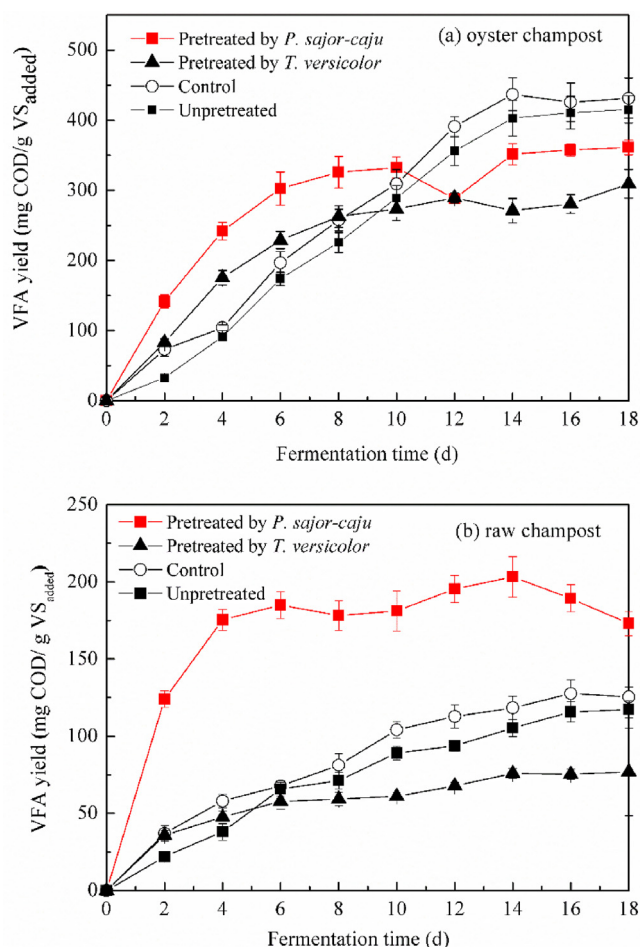 (a) oyster champost
Pretreated by P. sajor-caju
Pretreated by T. versicolor
Control
Unpretreated
VFA yield (mg COD/g VSadded)
500
400
300
200
100
0
0 2 4 6 8 10 12 14 16 18
Fermentation time (d)
(b) raw champost
Pretreated by P. sajor-caju
Pretreated by T. versicolor
Control
Unpretreated
VFA yield (mg COD/ g VSadded)
250
200
150
100
50
0
0 2 4 6 8 10 12 14 16 18
Fermentation time (d)